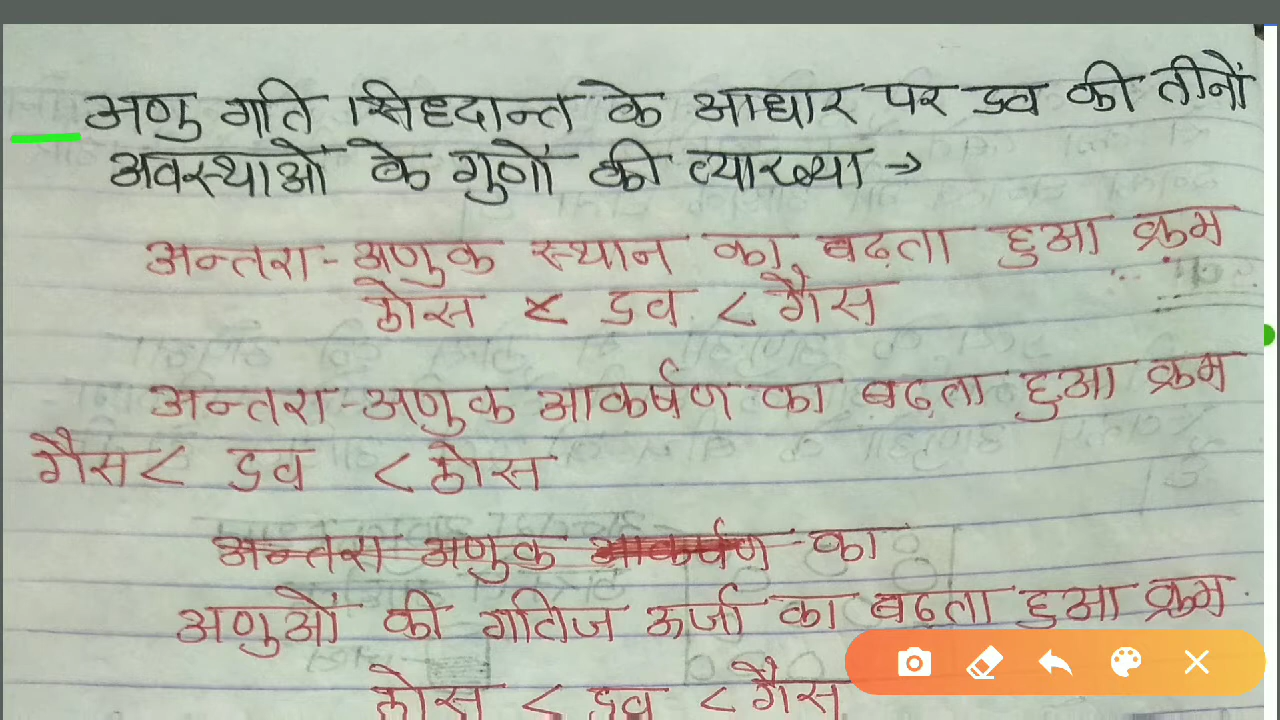 अणु गति सिध्दान्त के आधार पर द्रव की तीनों
अवस्थाओं के गुणों की व्याख्या →
अन्तरा-अणुक स्थान का बढ़ता हुआ क्रम
ठोस < द्रव < गैस
अन्तरा-अणुक आकर्षण का बढ़ता हुआ क्रम
गैस < द्रव < ठोस
अन्तरा अणुक आकर्षण का
अणुओं की गतिज ऊर्जा का बढ़ता हुआ क्रम
ठोस < द्रव < गैस